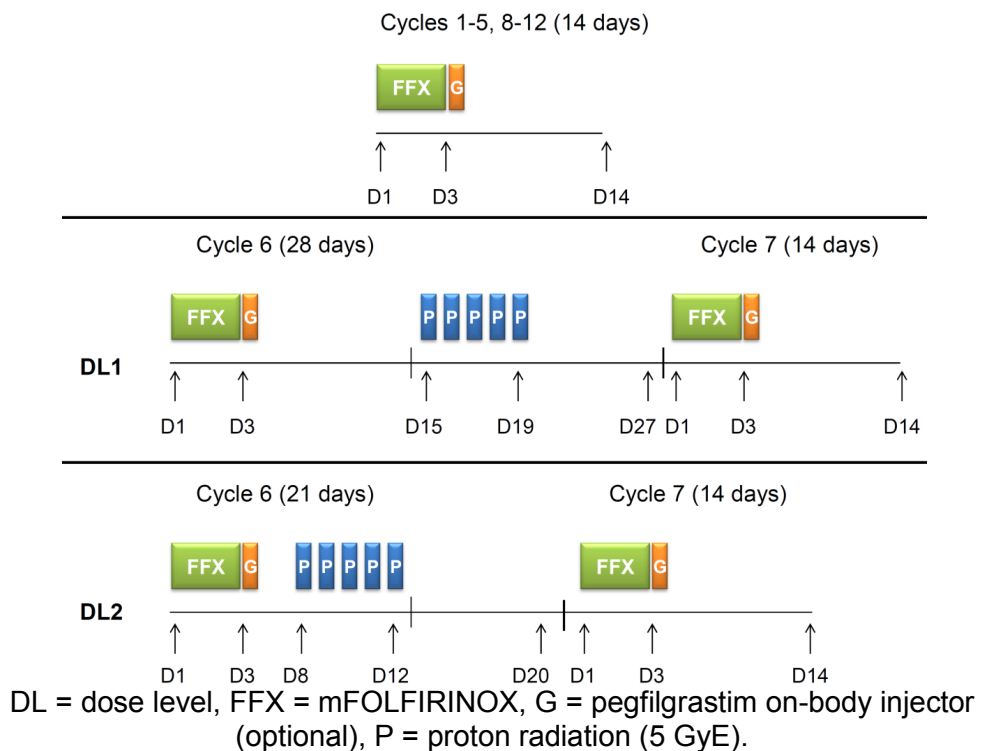 Cycles 1-5, 8-12 (14 days)
FFX G
D1 D3 D14
Cycle 6 (28 days) Cycle 7 (14 days)
FFX G P P P P P FFX G
DL1
D1 D3 D15 D19 D27 D1 D3 D14
Cycle 6 (21 days) Cycle 7 (14 days)
FFX G P P P P P FFX G
DL2
D1 D3 D8 D12 D20 D1 D3 D14
DL = dose level, FFX = mFOLFIRINOX, G = pegfilgrastim on-body injector
(optional), P = proton radiation (5 GyE).